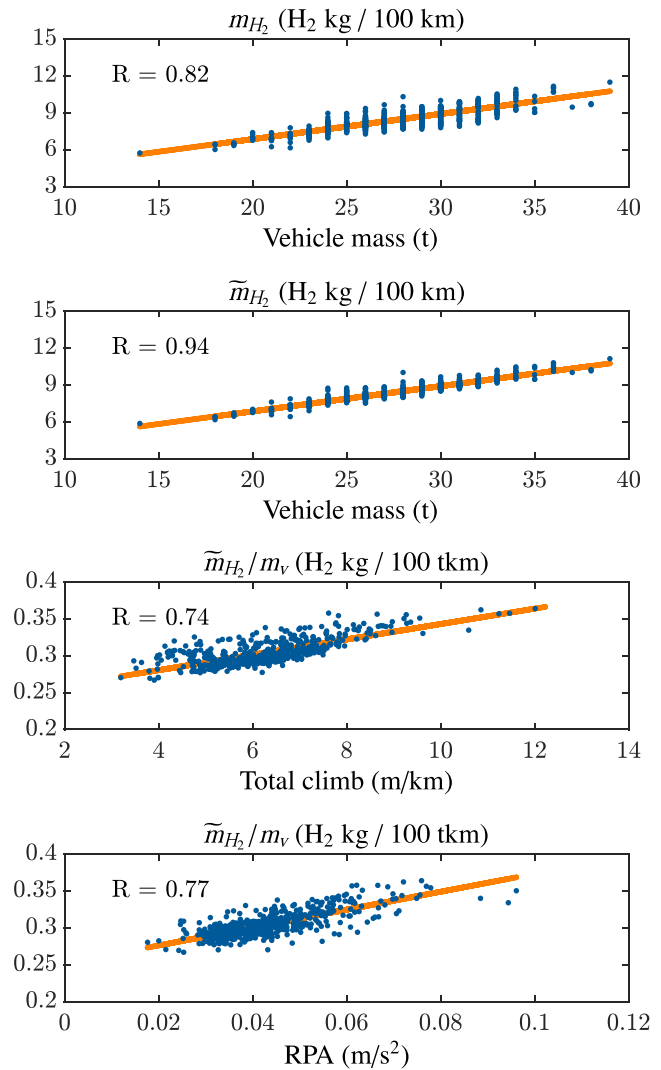 m_{H_2} (H_2 kg / 100 km)
15
R = 0.82
12
9
6
3
10 15 20 25 30 35 40
Vehicle mass (t)
m̃_{H_2} (H_2 kg / 100 km)
15
R = 0.94
12
9
6
3
10 15 20 25 30 35 40
Vehicle mass (t)
m̃_{H_2}/m_v (H_2 kg / 100 tkm)
0.4
R = 0.74
0.35
0.3
0.25
0.2
2 4 6 8 10 12 14
Total climb (m/km)
m̃_{H_2}/m_v (H_2 kg / 100 tkm)
0.4
R = 0.77
0.35
0.3
0.25
0.2
0 0.02 0.04 0.06 0.08 0.1 0.12
RPA (m/s²)